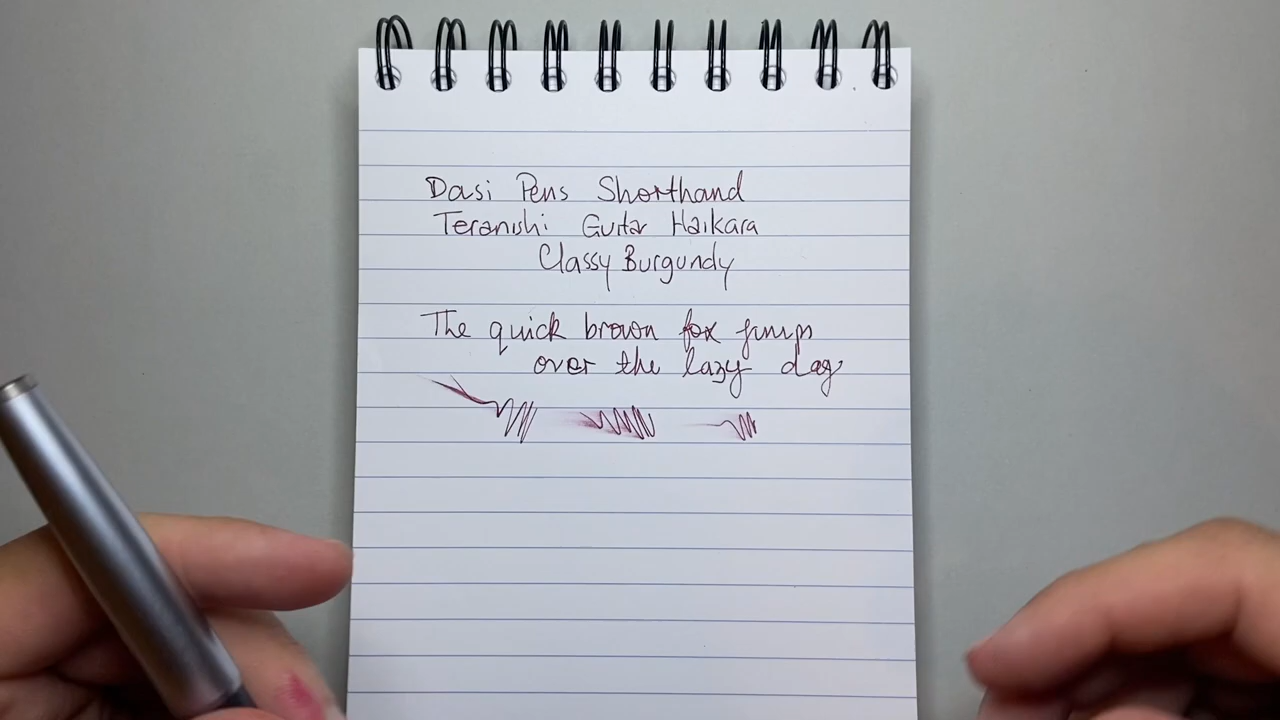 Dasi Pens Shorthand
Teranishi Guitar Haikara
Classy Burgundy
The quick brown fox jumps
over the lazy dog